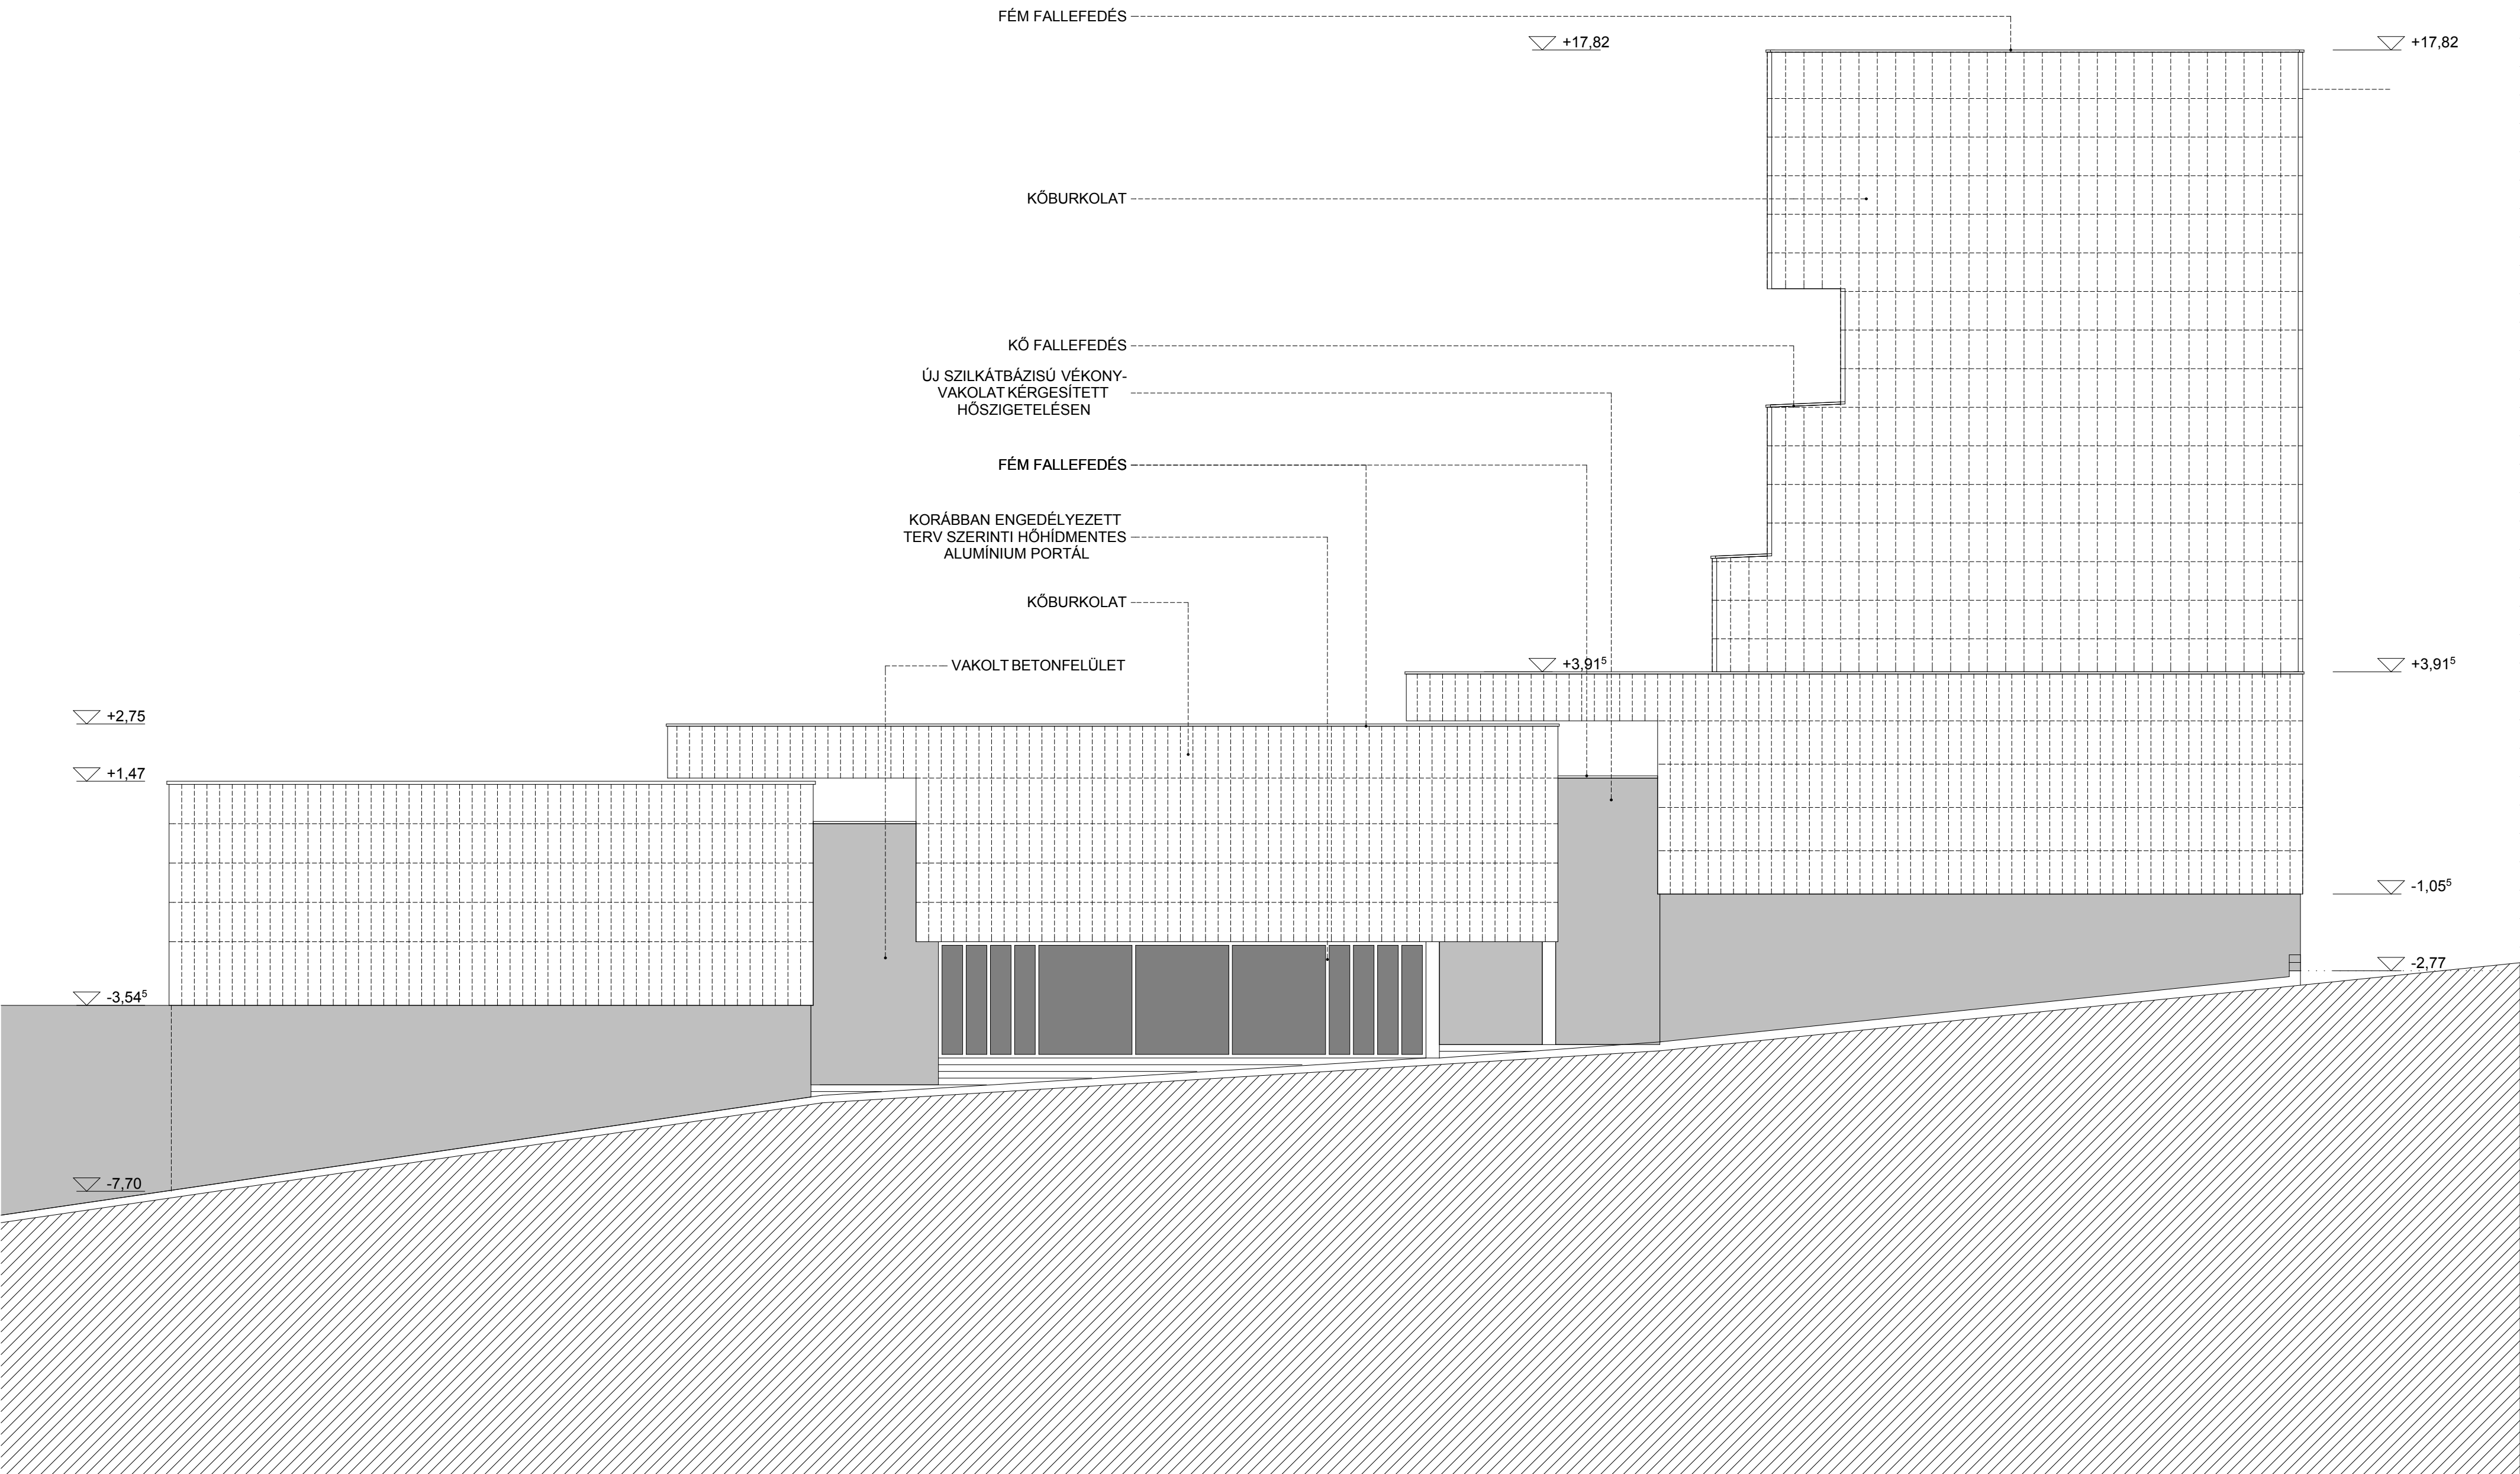 FÉM FALLEFEDÉS
+17,82
+17,82
KŐBURKOLAT
KŐ FALLEFEDÉS
ÚJ SZILKÁTBÁZISÚ VÉKONY-
VAKOLAT KÉRGESÍTETT
HŐSZIGETELÉSEN
FÉM FALLEFEDÉS
KORÁBBAN ENGEDÉLYEZETT
TERV SZERINTI HŐHÍDMENTES
ALUMÍNIUM PORTÁL
KŐBURKOLAT
VAKOLT BETONFELÜLET
+3,91⁵
+3,91⁵
+2,75
+1,47
-1,05⁵
-2,77
-3,54⁵
-7,70